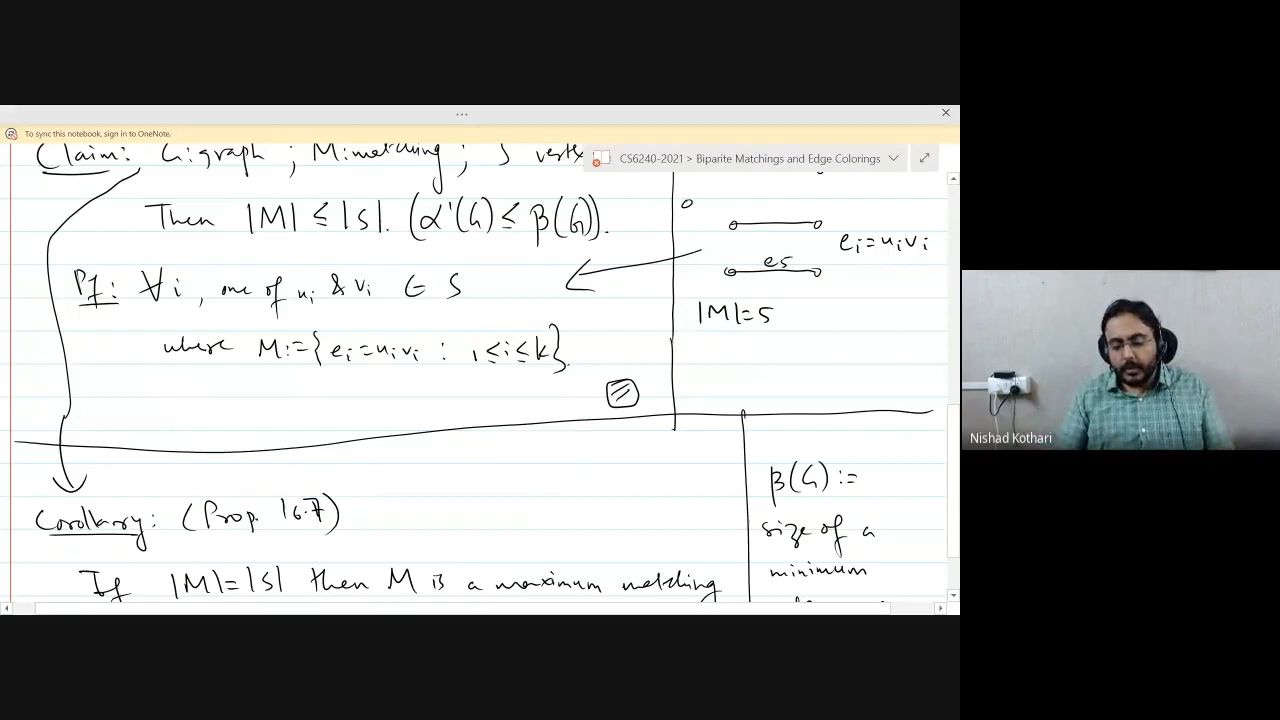 To sync this notebook, sign in to OneNote.
CS6240-2021 > Biparite Matchings and Edge Colorings
Claim: G: graph ; M: matching ; S vertex
Then |M| ≤ |S|. (α'(G) ≤ β(G)).
Pf: ∀i, one of ui & vi ∈ S
where M := {ei = uivi : 1 ≤ i ≤ k}.
ei = uivi
e5
|M| = 5
Corollary: (Prop. 16.7)
If |M| = |S| then M is a maximum matching
β(G) :=
size of a
minimum
Nishad Kothari